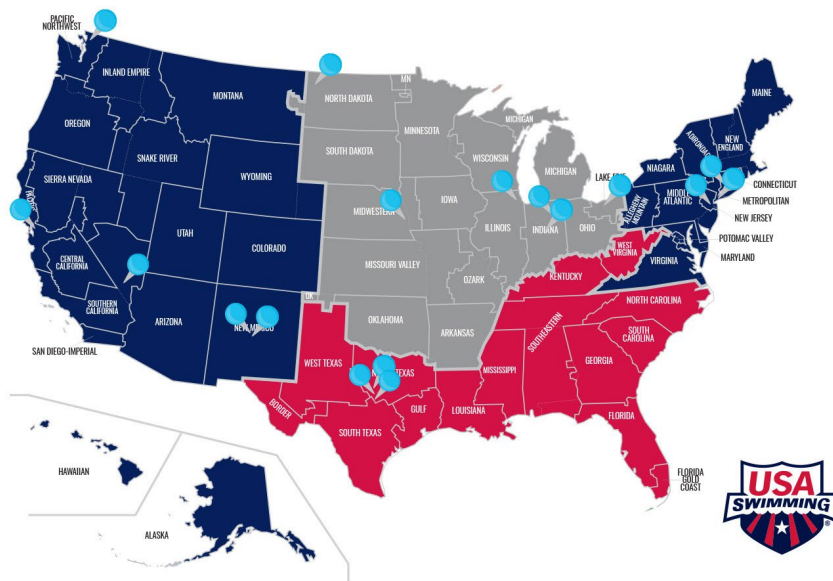 PACIFIC
NORTHWEST
INLAND EMPIRE
MONTANA
NORTH DAKOTA
MN
MINNESOTA
MICHIGAN
MAINE
OREGON
SNAKE RIVER
WYOMING
SOUTH DAKOTA
WISCONSIN
MICHIGAN
NIAGARA
NEW
ENGLAND
SIERRA NEVADA
MIDWESTERN
IOWA
LAKE
CONNECTICUT
METROPOLITAN
NEW JERSEY
MIDDLE
ATLANTIC
ALLEGHENY
MOUNTAIN
UTAH
COLORADO
ILLINOIS
INDIANA
OHIO
WEST
VIRGINIA
VIRGINIA
POTOMAC VALLEY
MARYLAND
CENTRAL
CALIFORNIA
MISSOURI VALLEY
KENTUCKY
SOUTHERN
CALIFORNIA
ARIZONA
OZARK
OKLAHOMA
ARKANSAS
SOUTHEASTERN
NORTH CAROLINA
SOUTH
CAROLINA
SAN DIEGO-IMPERIAL
WEST TEXAS
TEXAS
MISSISSIPPI
GEORGIA
BORDER
SOUTH TEXAS
GULF
LOUISIANA
FLORIDA
FLORIDA
GOLD
COAST
HAWAIIAN
ALASKA
USA
SWIMMING
®